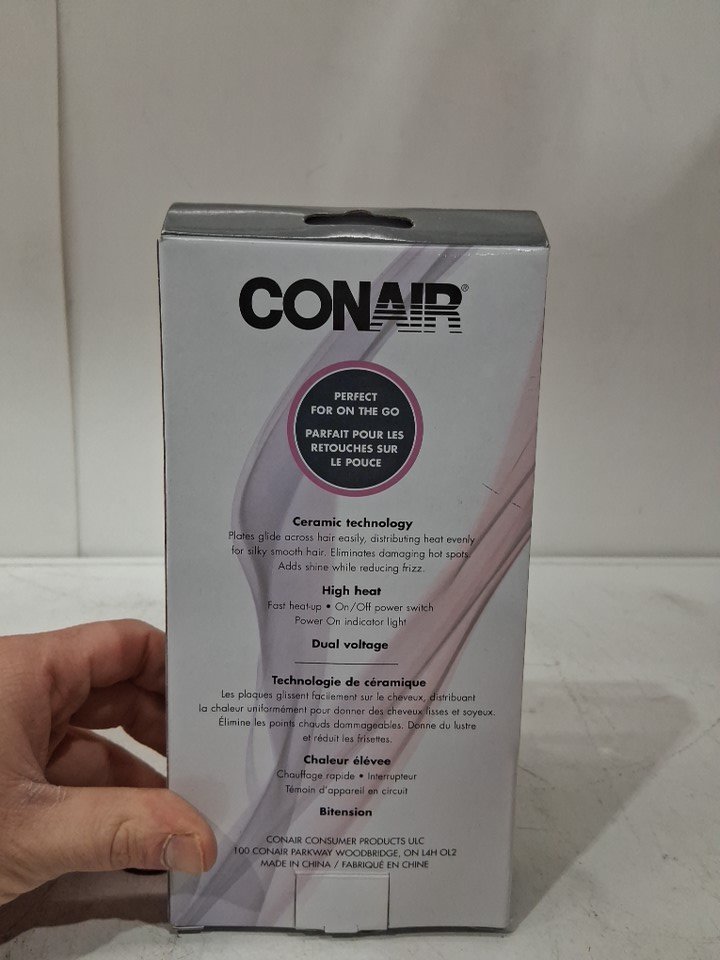 CONAIR®
PERFECT
FOR ON THE GO
PARFAIT POUR LES
RETOUCHES SUR
LE POUCE
Ceramic technology
Plates glide across hair easily, distributing heat evenly
for silky smooth hair. Eliminates damaging hot spots.
Adds shine while reducing frizz.
High heat
Fast heat-up • On/Off power switch
Power On indicator light
Dual voltage
Technologie de céramique
Les plaques glissent facilement sur le cheveux, distribuant
la chaleur uniformément pour donner des cheveux lisses et soyeux.
Élimine les points chauds dommageables. Donne du lustre
et réduit les frisettes.
Chaleur élévee
Chauffage rapide • Interrupteur
Témoin d'appareil en circuit
Bitension
CONAIR CONSUMER PRODUCTS ULC
100 CONAIR PARKWAY WOODBRIDGE, ON L4H OL2
MADE IN CHINA / FABRIQUÉ EN CHINE